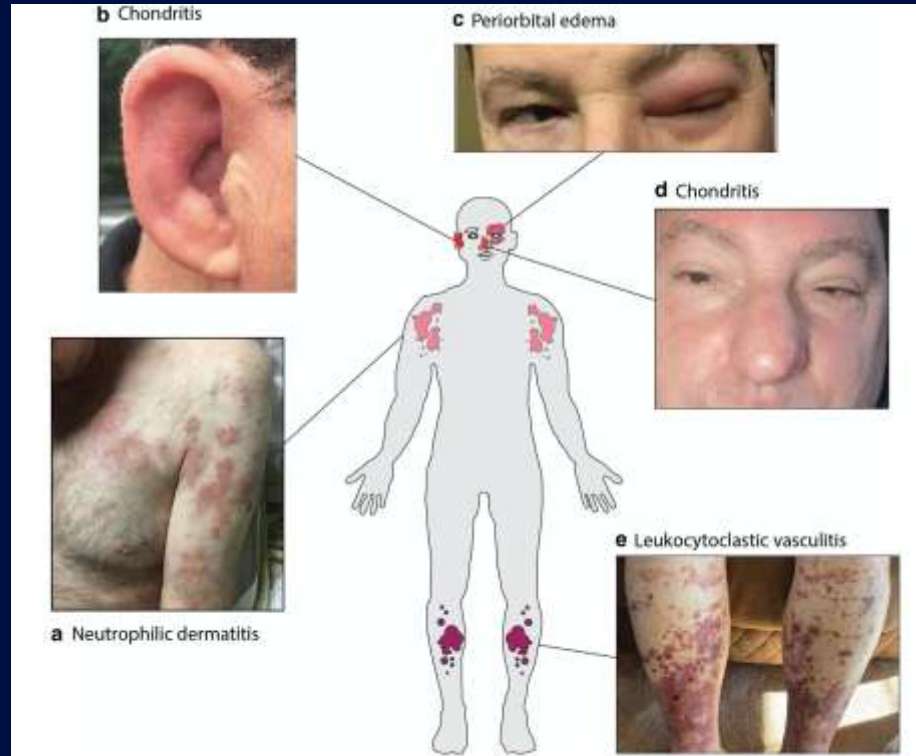 b Chondritis
c Periorbital edema
d Chondritis
a Neutrophilic dermatitis
e Leukocytoclastic vasculitis